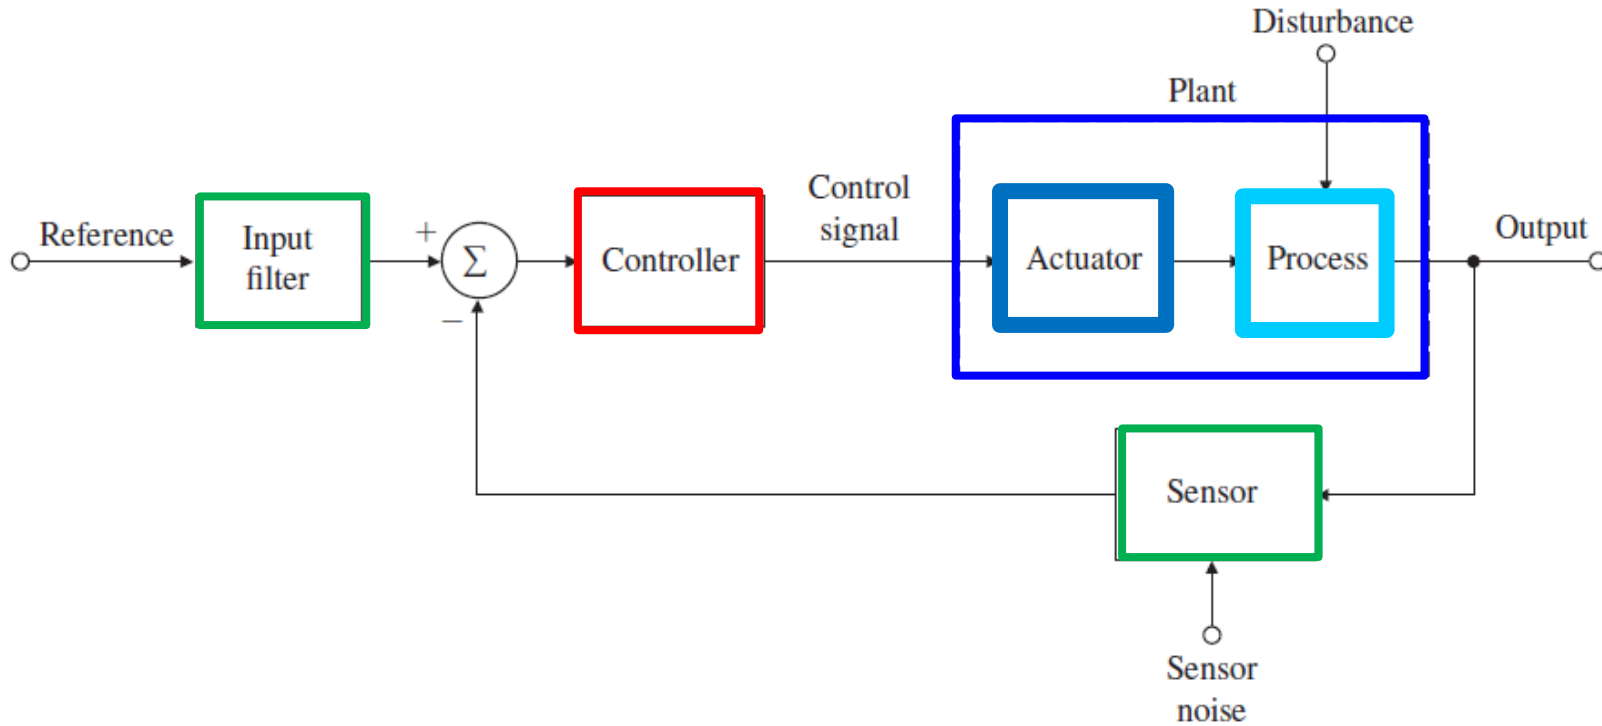 Disturbance
Plant
Control
signal
Reference
Input
filter
+
Σ
−
Controller
Actuator
Process
Output
Sensor
Sensor
noise